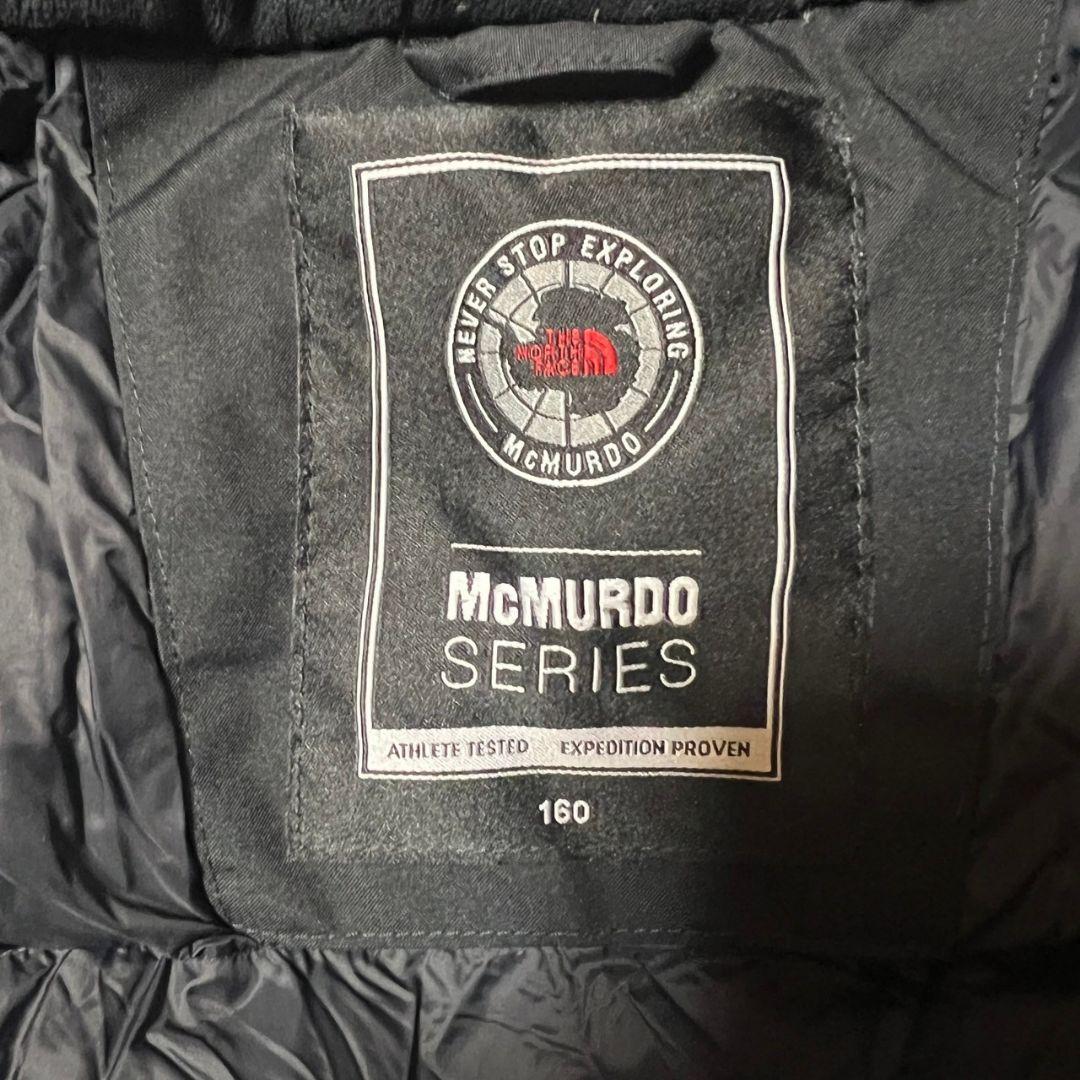 NEVER STOP EXPLORING
THE
NORTH
FACE
McMURDO
McMURDO
SERIES
ATHLETE TESTED EXPEDITION PROVEN
160